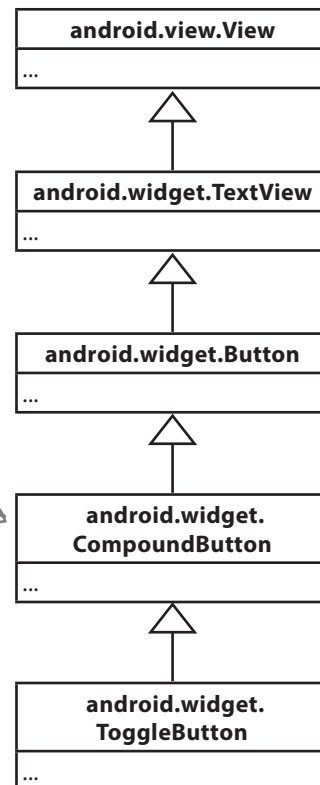 android.view.View
...
android.widget.TextView
...
android.widget.Button
...
android.widget.
CompoundButton
...
android.widget.
ToggleButton
...